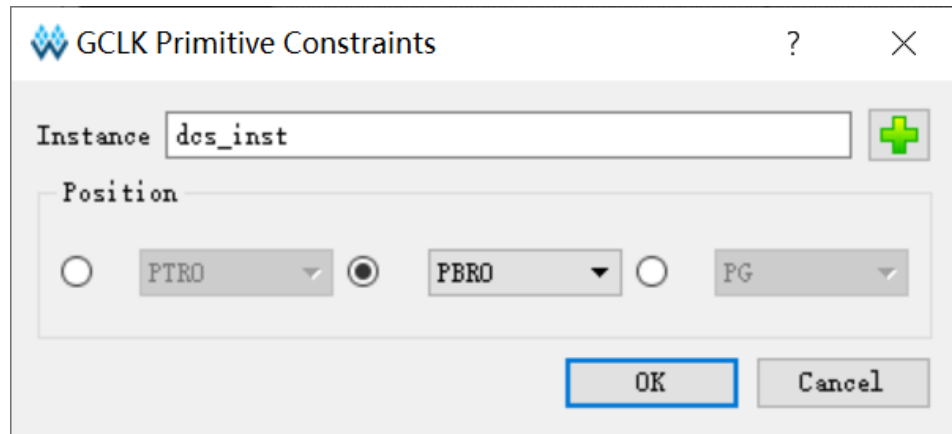 GCLK Primitive Constraints ?
Instance dcs_inst
Position
PTR0 PBR0 PG
OK Cancel